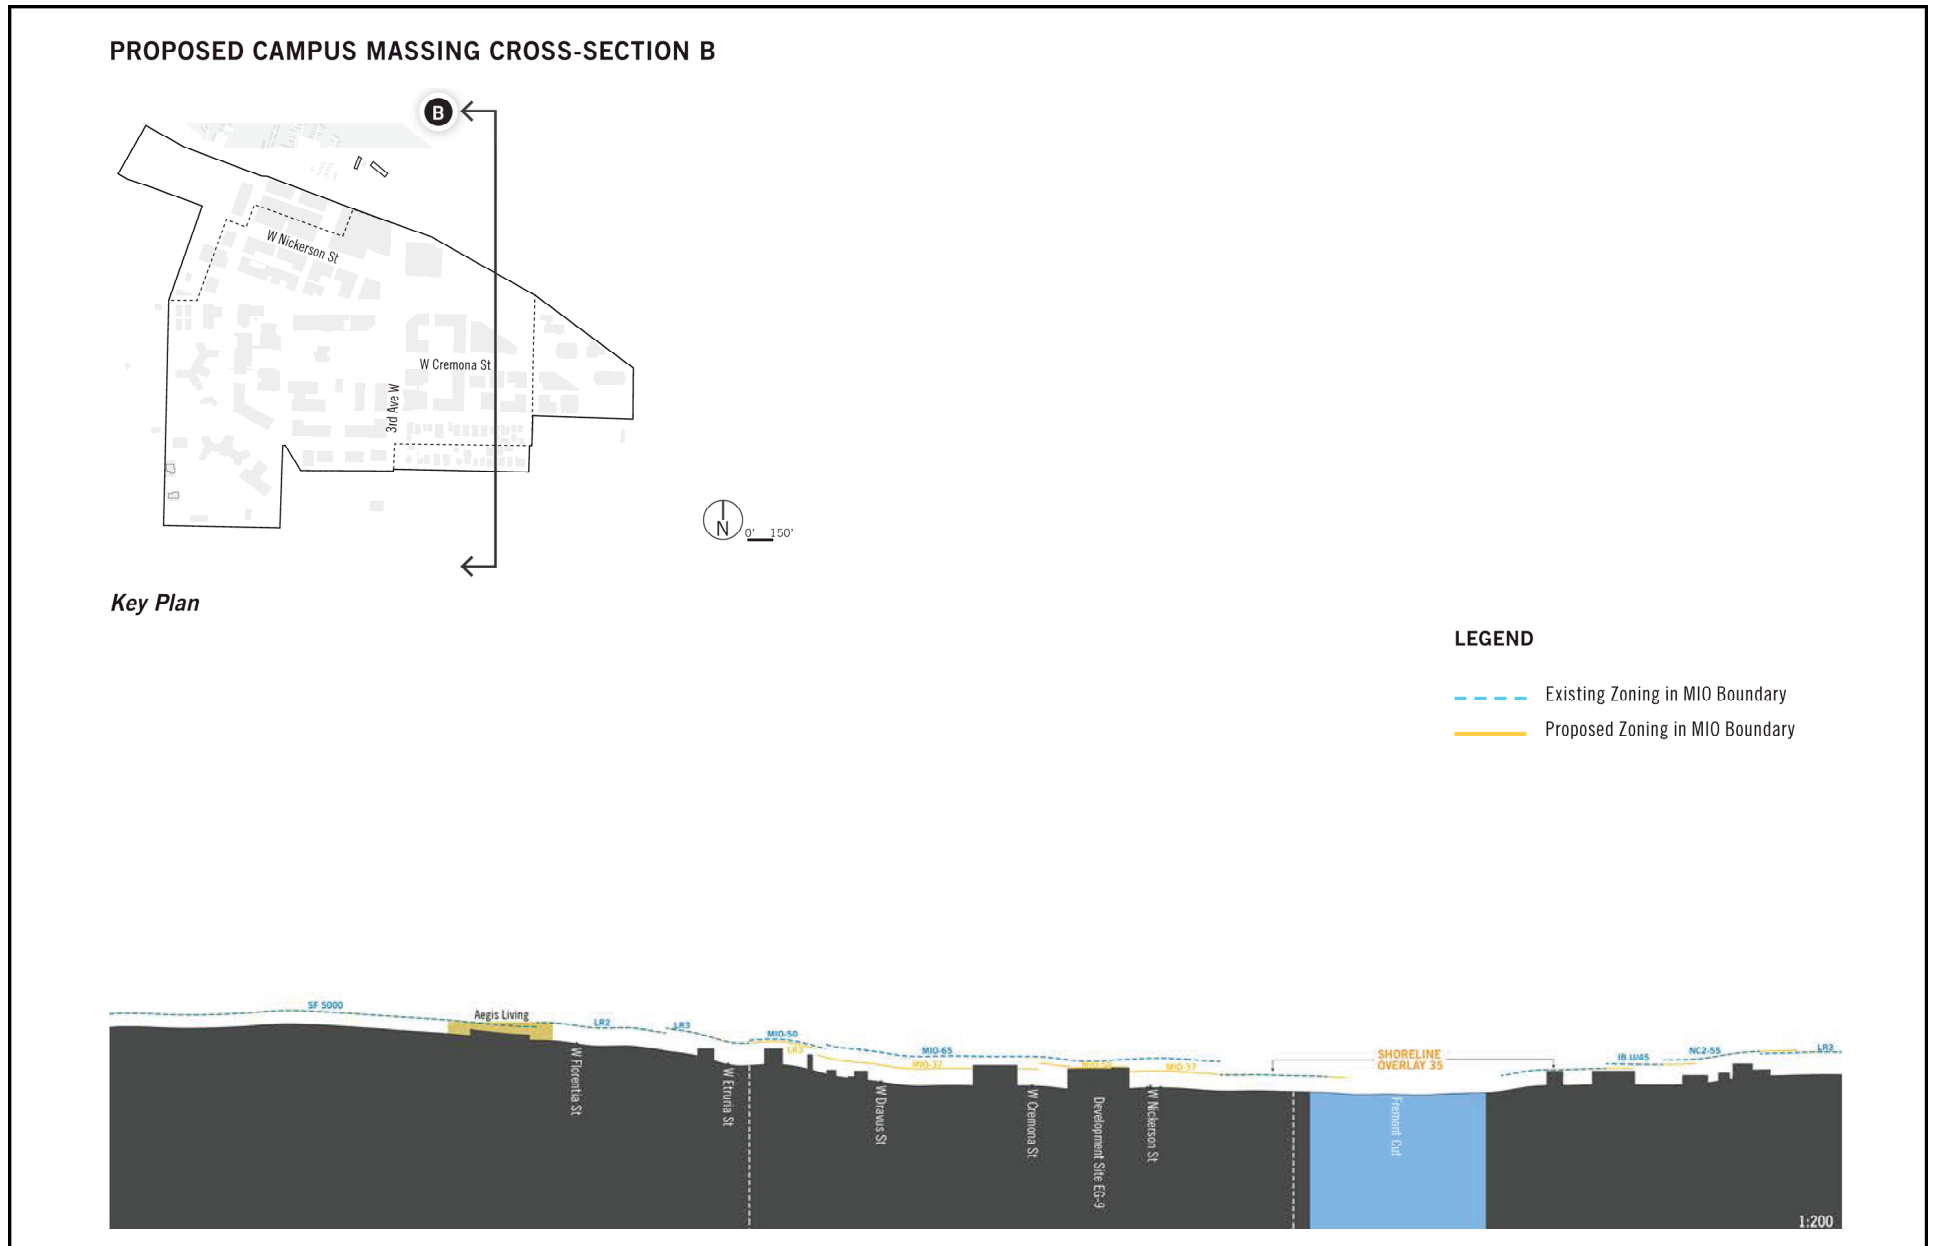 PROPOSED CAMPUS MASSING CROSS-SECTION B
B
W Nickerson St
W Cremona St
3rd Ave W
N
0' 150'
Key Plan
LEGEND
Existing Zoning in MIO Boundary
Proposed Zoning in MIO Boundary
SF 5000
Aegis Living
LR2
LR3
MIO-50
LR3
MIO-65
MIO-37
MIO-37
SHORELINE
OVERLAY 35
IB U/45
NC2-55
LR3
W Florentia St
W Etruria St
W Dravus St
W Cremona St
Development Site EG-9
W Nickerson St
Fremont Cut
1:200